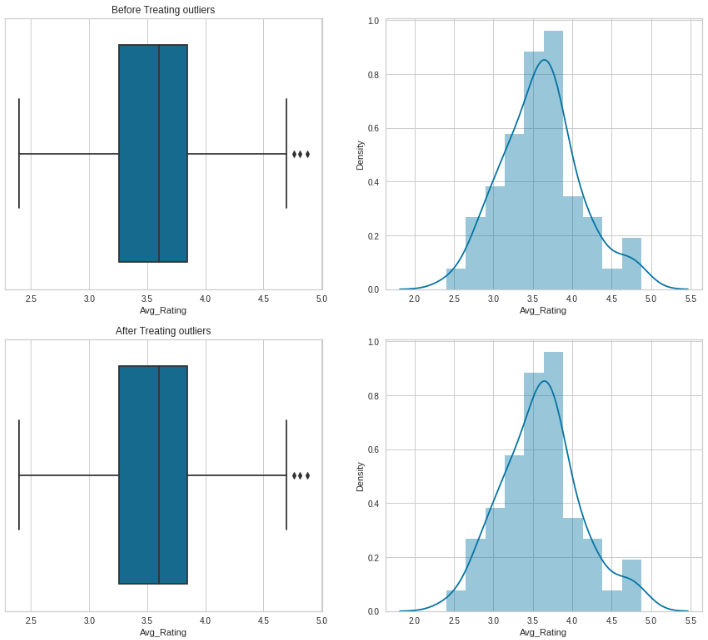 Before Treating outliers
2.5 3.0 3.5 4.0 4.5 5.0
Avg_Rating
1.0
0.8
0.6
0.4
0.2
0.0
Density
2.0 2.5 3.0 3.5 4.0 4.5 5.0 5.5
Avg_Rating
After Treating outliers
2.5 3.0 3.5 4.0 4.5 5.0
Avg_Rating
1.0
0.8
0.6
0.4
0.2
0.0
Density
2.0 2.5 3.0 3.5 4.0 4.5 5.0 5.5
Avg_Rating